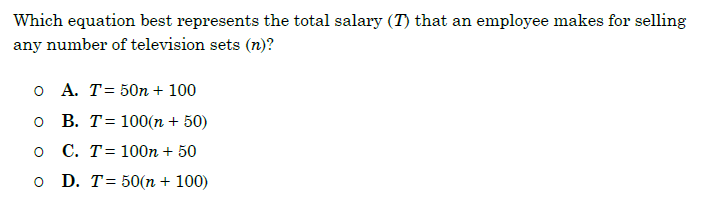 Which equation best represents the total salary (T) that an employee makes for selling
any number of television sets (n)?
A. T= 50n + 100
B. T= 100(n + 50)
C. T= 100n + 50
D. T= 50(n + 100)